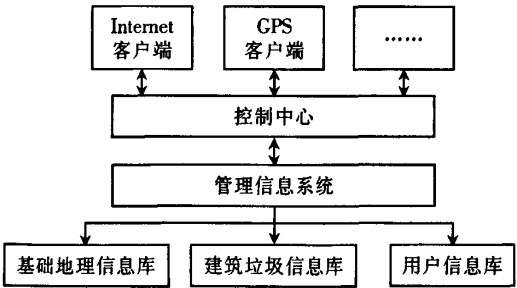 Internet
客户端
GPS
客户端
……
控制中心
管理信息系统
基础地理信息库
建筑垃圾信息库
用户信息库